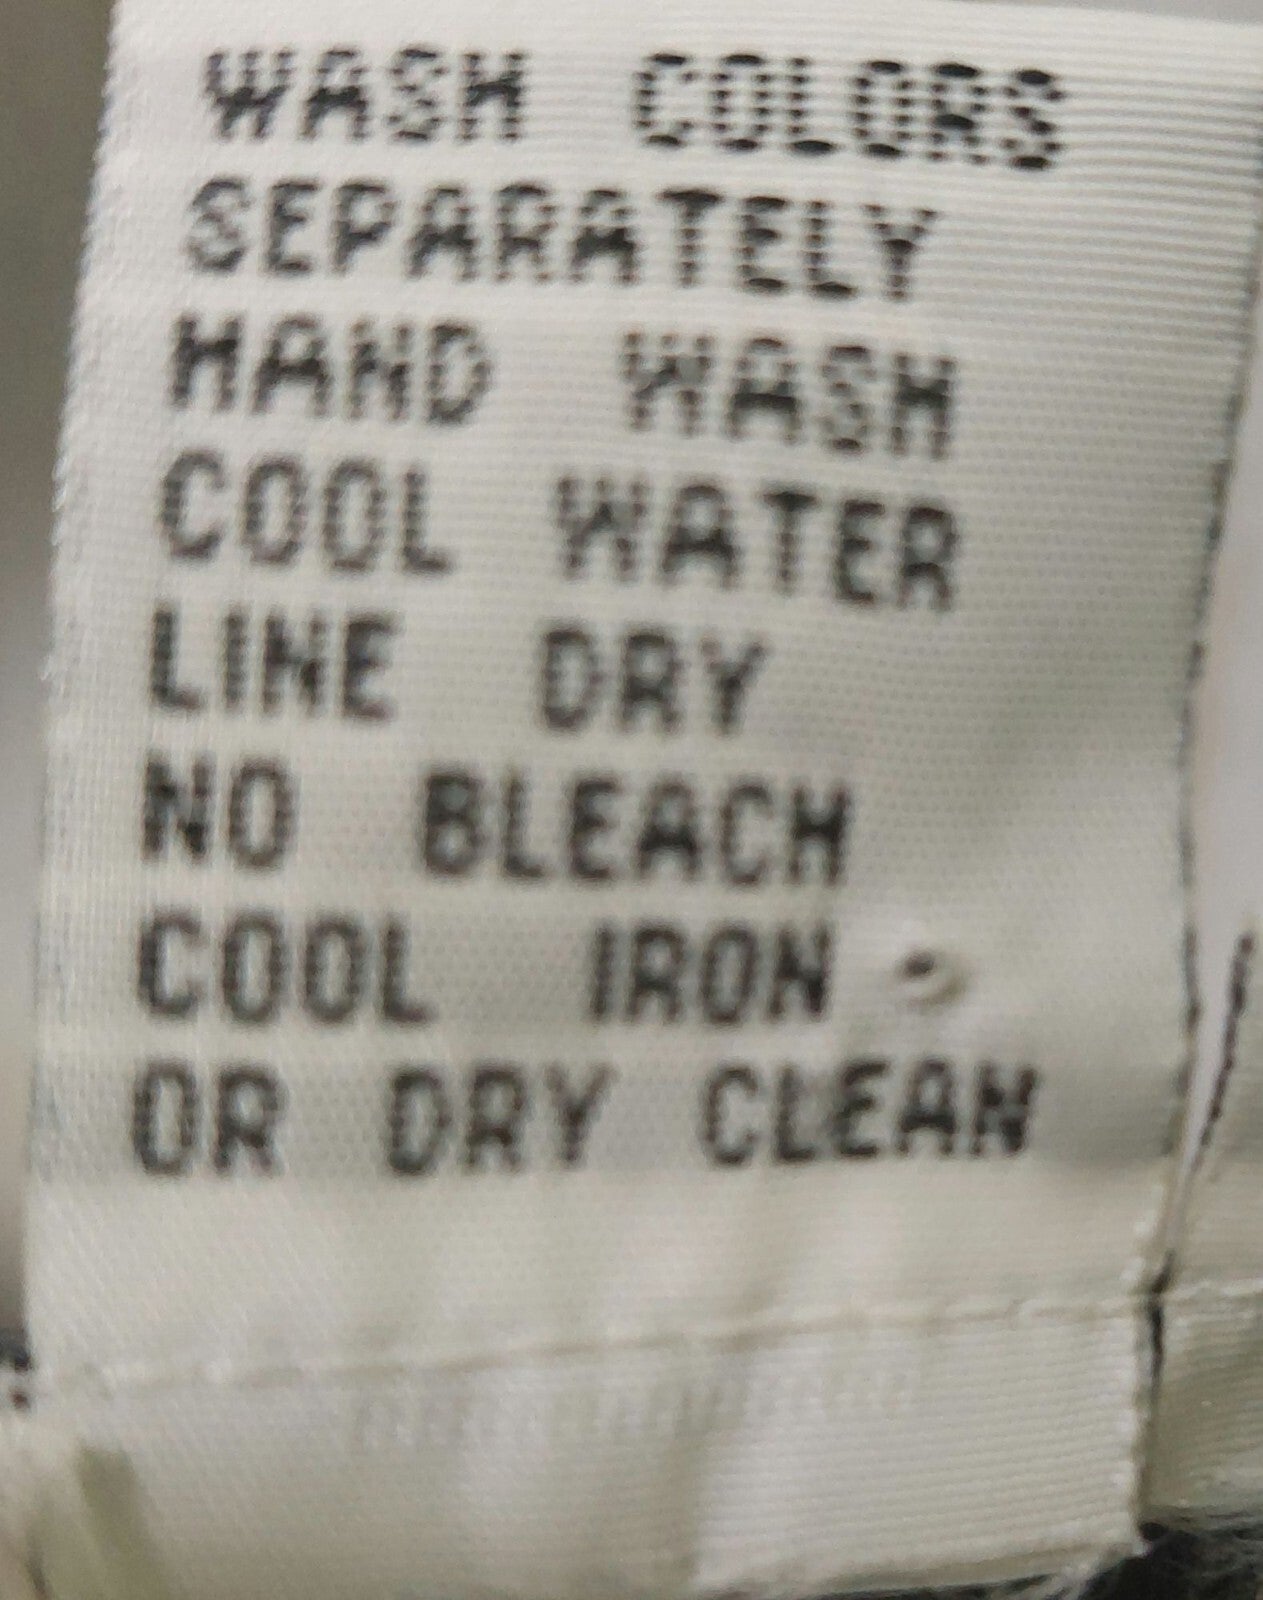 WASH COLORS
SEPARATELY
HAND WASH
COOL WATER
LINE DRY
NO BLEACH
COOL IRON
OR DRY CLEAN